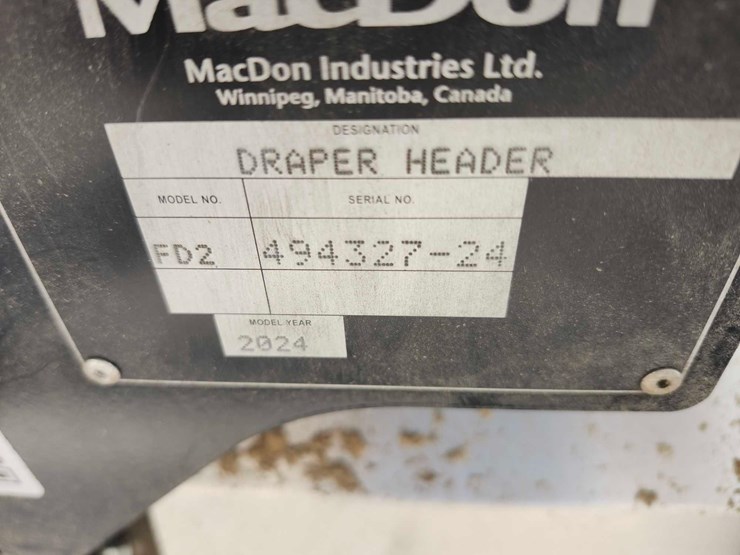 MacDon
MacDon Industries Ltd.
Winnipeg, Manitoba, Canada
DESIGNATION
DRAPER HEADER
MODEL NO.
SERIAL NO.
FD2
494327-24
MODEL YEAR
2024